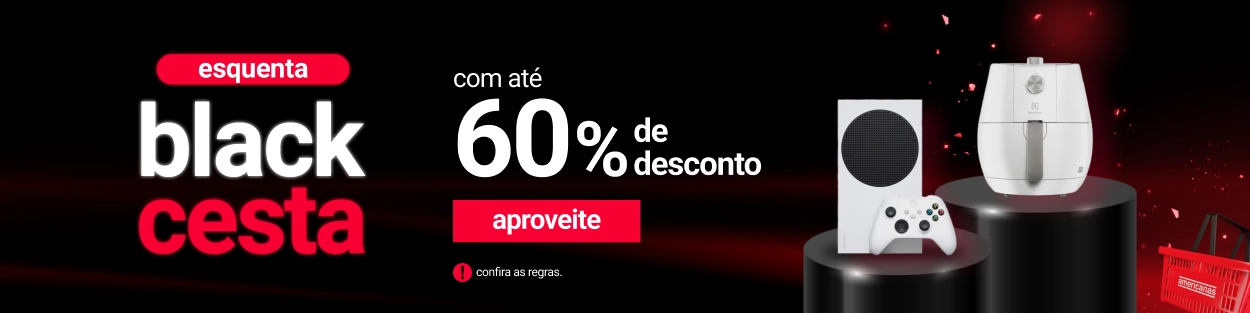 esquenta
black
cesta
com até
60% de
desconto
aproveite
! confira as regras.
americanas